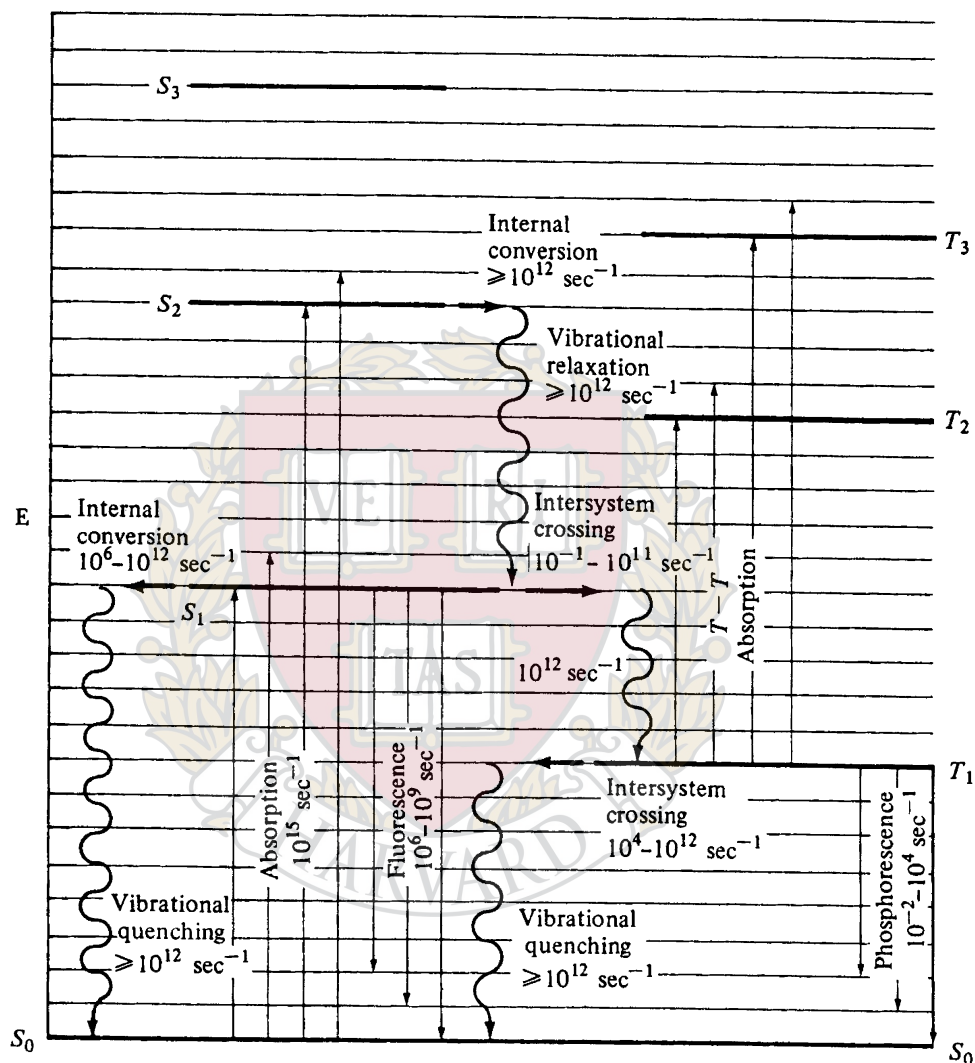 S3
Internal
conversion
⩾ 10^12 sec^−1
T3
S2
Vibrational
relaxation
⩾ 10^12 sec^−1
T2
VE RI
TAS
HARVARD
E
Internal
conversion
10^6–10^12 sec^−1
Intersystem
crossing
10^−1 – 10^11 sec^−1
S1
T – T
Absorption
10^12 sec^−1
Absorption
10^15 sec^−1
Fluorescence
10^6–10^9 sec^−1
T1
Intersystem
crossing
10^4–10^12 sec^−1
Phosphorescence
10^−2–10^4 sec^−1
Vibrational
quenching
⩾ 10^12 sec^−1
Vibrational
quenching
⩾ 10^12 sec^−1
S0
S0